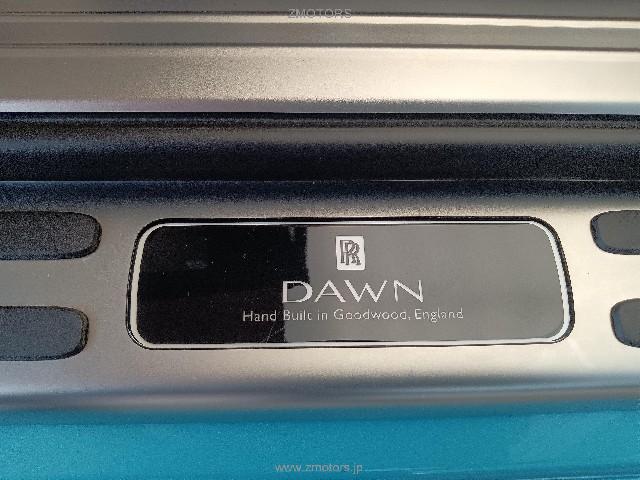 ZMOTORS
RR
DAWN
Hand Built in Goodwood, England
www.zmotors.jp